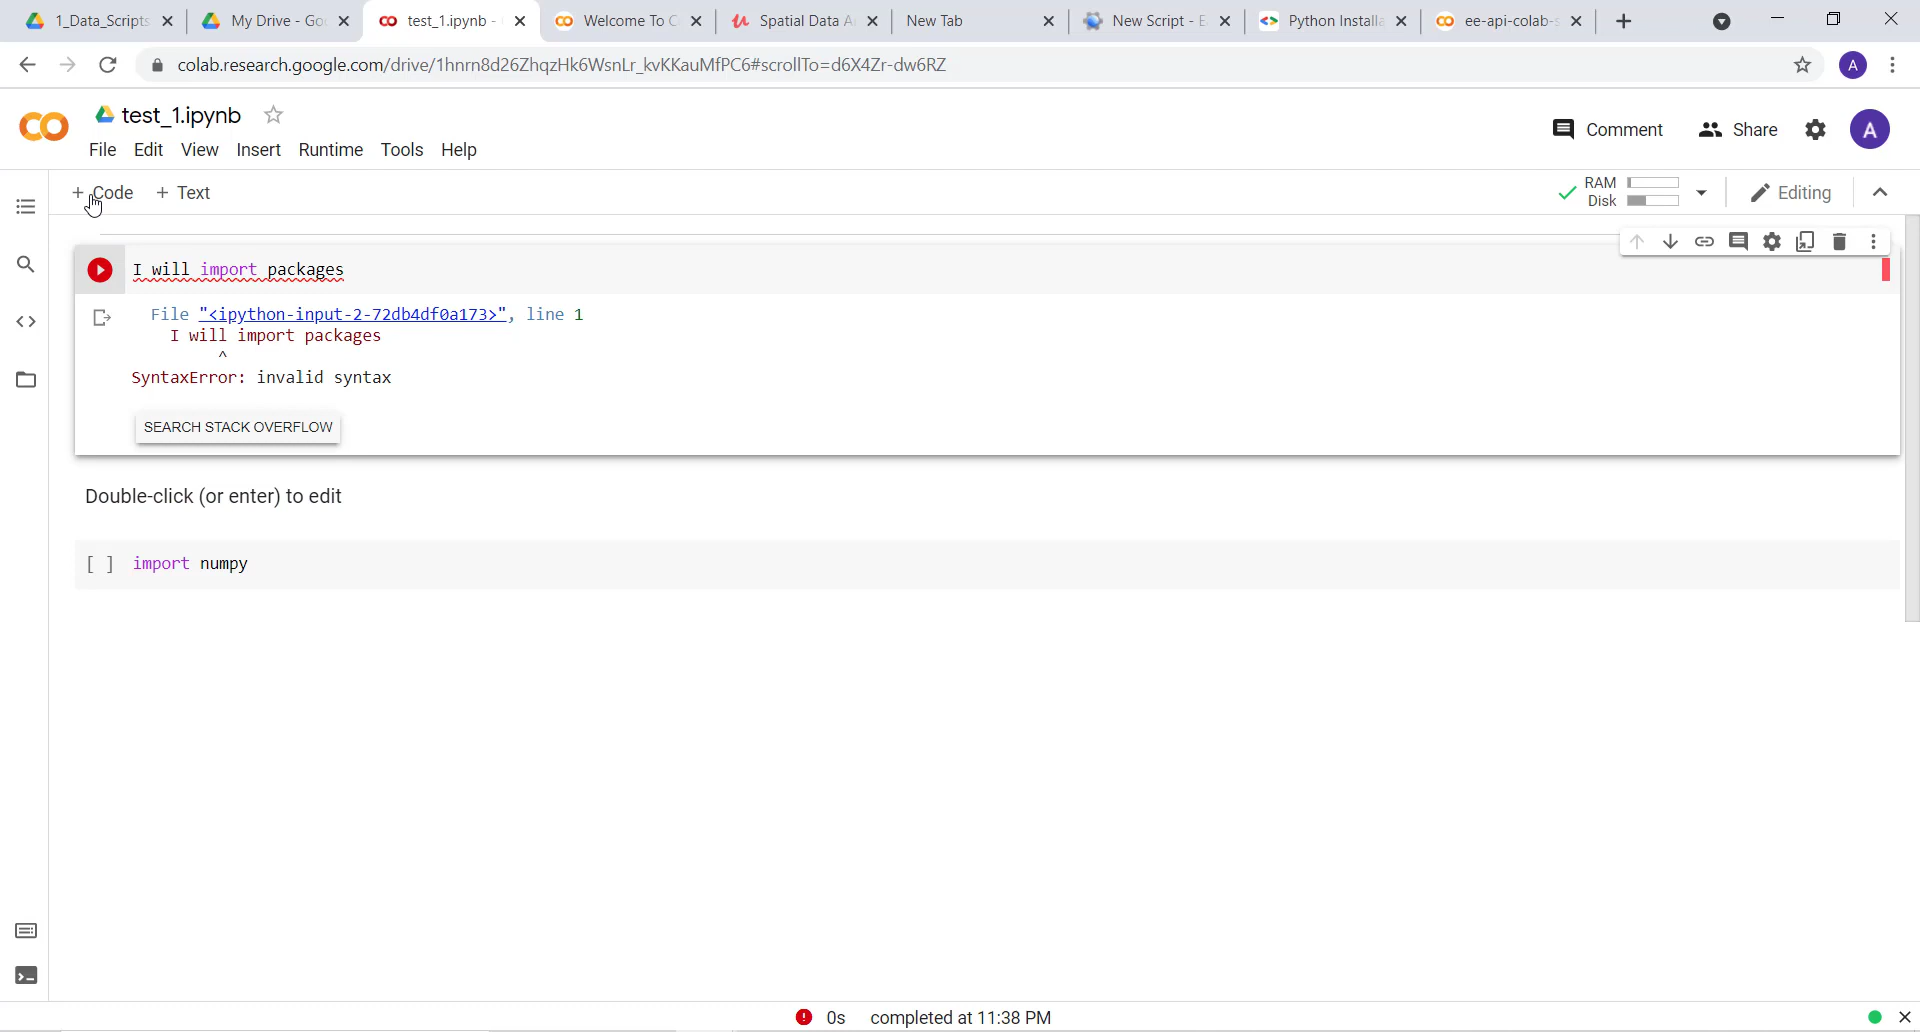 1_Data_Scripts
My Drive - Goo
test_1.ipynb -
Welcome To C
Spatial Data A
New Tab
New Script - E
Python Installa
ee-api-colab-s
colab.research.google.com/drive/1hnrn8d26ZhqzHk6WsnLr_kvKKauMfPC6#scrollTo=d6X4Zr-dw6RZ
A
test_1.ipynb
Comment
Share
A
File Edit View Insert Runtime Tools Help
+ Code + Text
RAM
Disk
Editing
I will import packages
File "<ipython-input-2-72db4df0a173>", line 1
I will import packages
^
SyntaxError: invalid syntax
SEARCH STACK OVERFLOW
Double-click (or enter) to edit
[ ] import numpy
0s completed at 11:38 PM